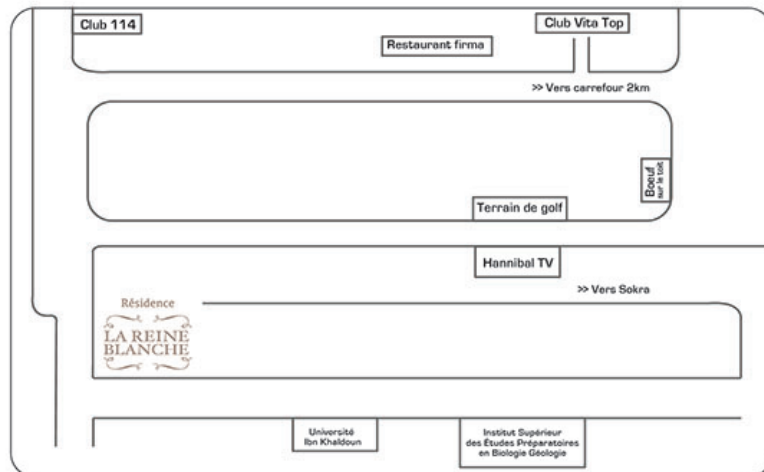 Club 114
Club Vita Top
Restaurant firma
>> Vers carrefour 2km
Boeuf
sur le toit
Terrain de golf
Hannibal TV
>> Vers Sokra
Résidence
LA REINE
BLANCHE
Université
Ibn Khaldoun
Institut Supérieur
des Études Préparatoires
en Biologie Géologie